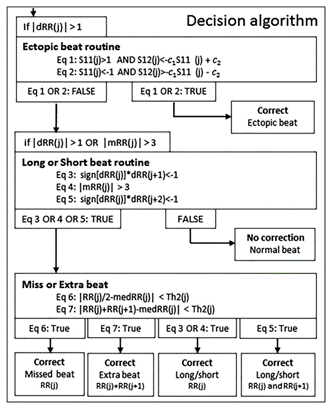 Decision algorithm
If |dRR(j)|>1
Ectopic beat routine
Eq 1: S11(j)>1 AND S12(j)<-c₁S11 (j) + c₂
Eq 2: S11(j)<-1 AND S12(j)>-c₁S11 (j) - c₂
Eq 1 OR 2: FALSE
Eq 1 OR 2: TRUE
Correct
Ectopic beat
if |dRR(j)|>1 OR |mRR(j)|>3
Long or Short beat routine
Eq 3: sign[dRR(j)]*dRR(j+1)<-1
Eq 4: |mRR(j)| > 3
Eq 5: sign[dRR(j)]*dRR(j+2)<-1
Eq 3 OR 4 OR 5: TRUE
FALSE
No correction
Normal beat
Miss or Extra beat
Eq 6: |RR(j)/2-medRR(j)| < Th2(j)
Eq 7: |RR(j)+RR(j+1)-medRR(j)| < Th2(j)
Eq 6: True
Eq 7: True
Eq 3 OR 4: True
Eq 5: True
Correct
Missed beat
RR(j)
Correct
Extra beat
RR(j)+RR(j+1)
Correct
Long/short
RR(j)
Correct
Long/short
RR(j) and RR(j+1)